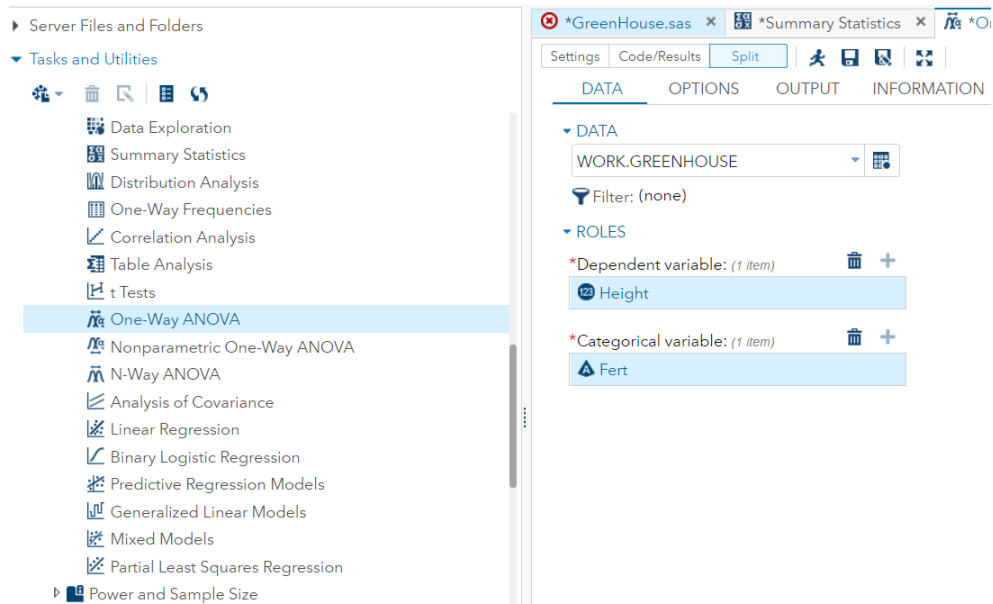 Server Files and Folders
Tasks and Utilities
Data Exploration
Summary Statistics
Distribution Analysis
One-Way Frequencies
Correlation Analysis
Table Analysis
t Tests
One-Way ANOVA
Nonparametric One-Way ANOVA
N-Way ANOVA
Analysis of Covariance
Linear Regression
Binary Logistic Regression
Predictive Regression Models
Generalized Linear Models
Mixed Models
Partial Least Squares Regression
Power and Sample Size
*GreenHouse.sas × *Summary Statistics × *O
Settings Code/Results Split
DATA OPTIONS OUTPUT INFORMATION
DATA
WORK.GREENHOUSE
Filter: (none)
ROLES
*Dependent variable: (1 item)
123 Height
*Categorical variable: (1 item)
A Fert